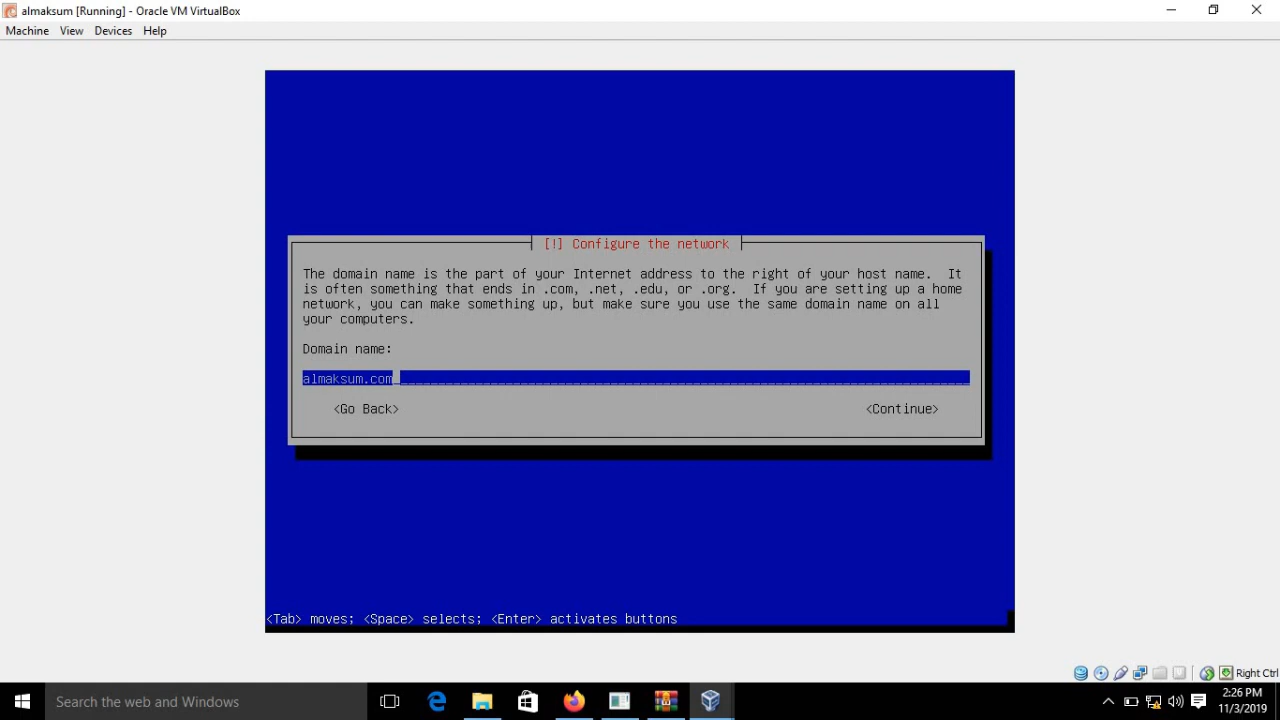 almaksum [Running] - Oracle VM VirtualBox
Machine View Devices Help
[!] Configure the network
The domain name is the part of your Internet address to the right of your host name.  It
is often something that ends in .com, .net, .edu, or .org.  If you are setting up a home
network, you can make something up, but make sure you use the same domain name on all
your computers.
Domain name:
almaksum.com
<Go Back> <Continue>
<Tab> moves; <Space> selects; <Enter> activates buttons
Right Ctrl
Search the web and Windows
2:26 PM
11/3/2019